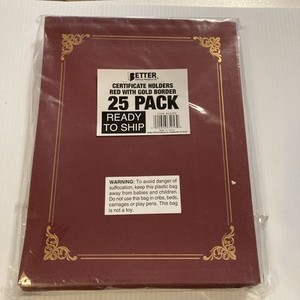 BETTER
CERTIFICATE HOLDERS
RED WITH GOLD BORDER
25 PACK
READY
TO SHIP
WARNING: To avoid danger of
suffocation, keep this plastic bag
away from babies and children.
Do not use this bag in cribs, beds,
carriages or play pens. This bag
is not a toy.